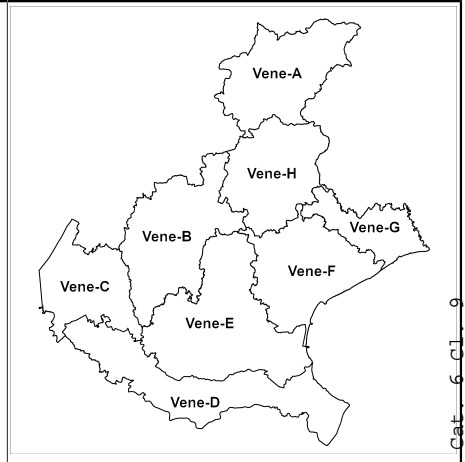 Vene-A
Vene-H
Vene-G
Vene-B
Vene-F
Vene-C
Vene-E
Vene-D
Cat. 6 Cl. 9